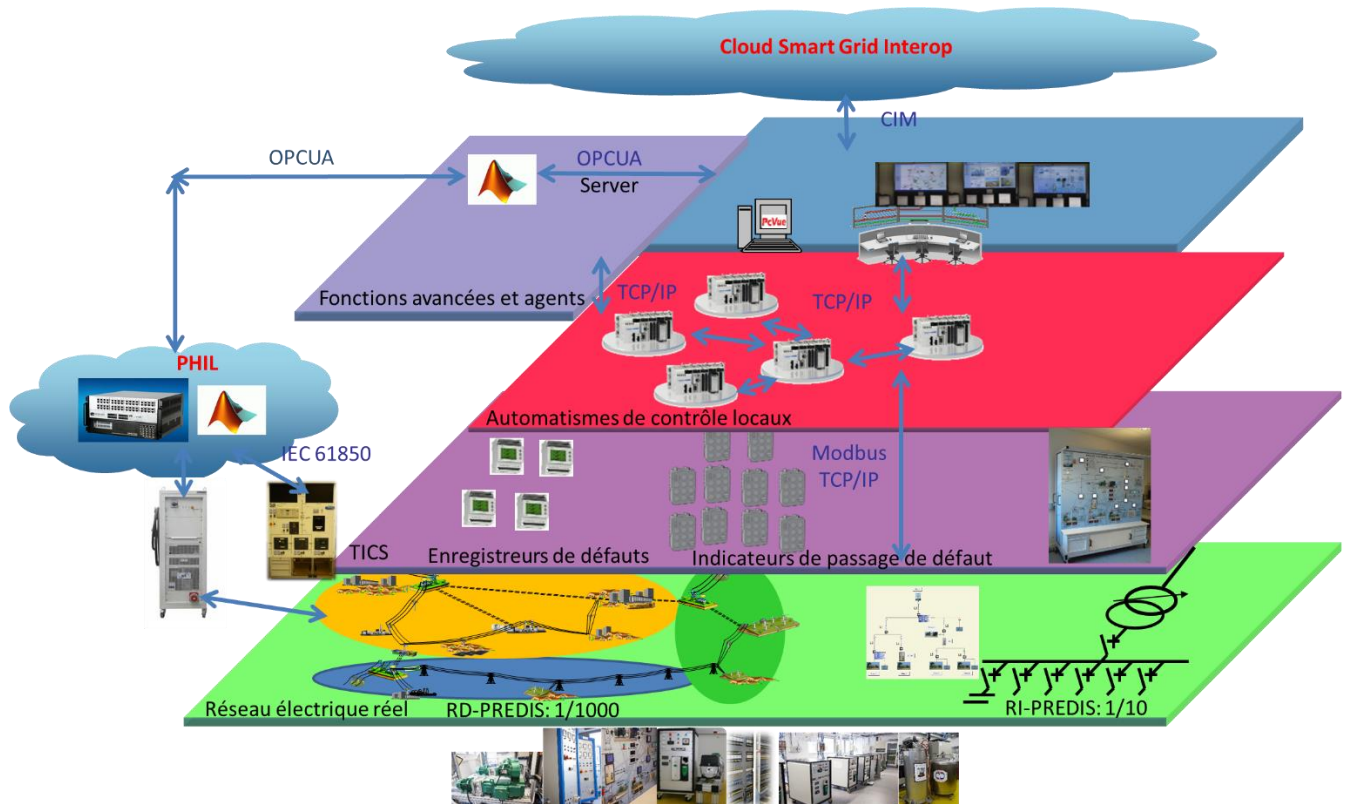 Cloud Smart Grid Interop
CIM
OPCUA
OPCUA
Server
PcVue
Fonctions avancées et agents
TCP/IP
TCP/IP
PHIL
Automatismes de contrôle locaux
IEC 61850
Modbus
TCP/IP
TICS
Enregistreurs de défauts
Indicateurs de passage de défaut
Réseau électrique réel
RD-PREDIS: 1/1000
RI-PREDIS: 1/10